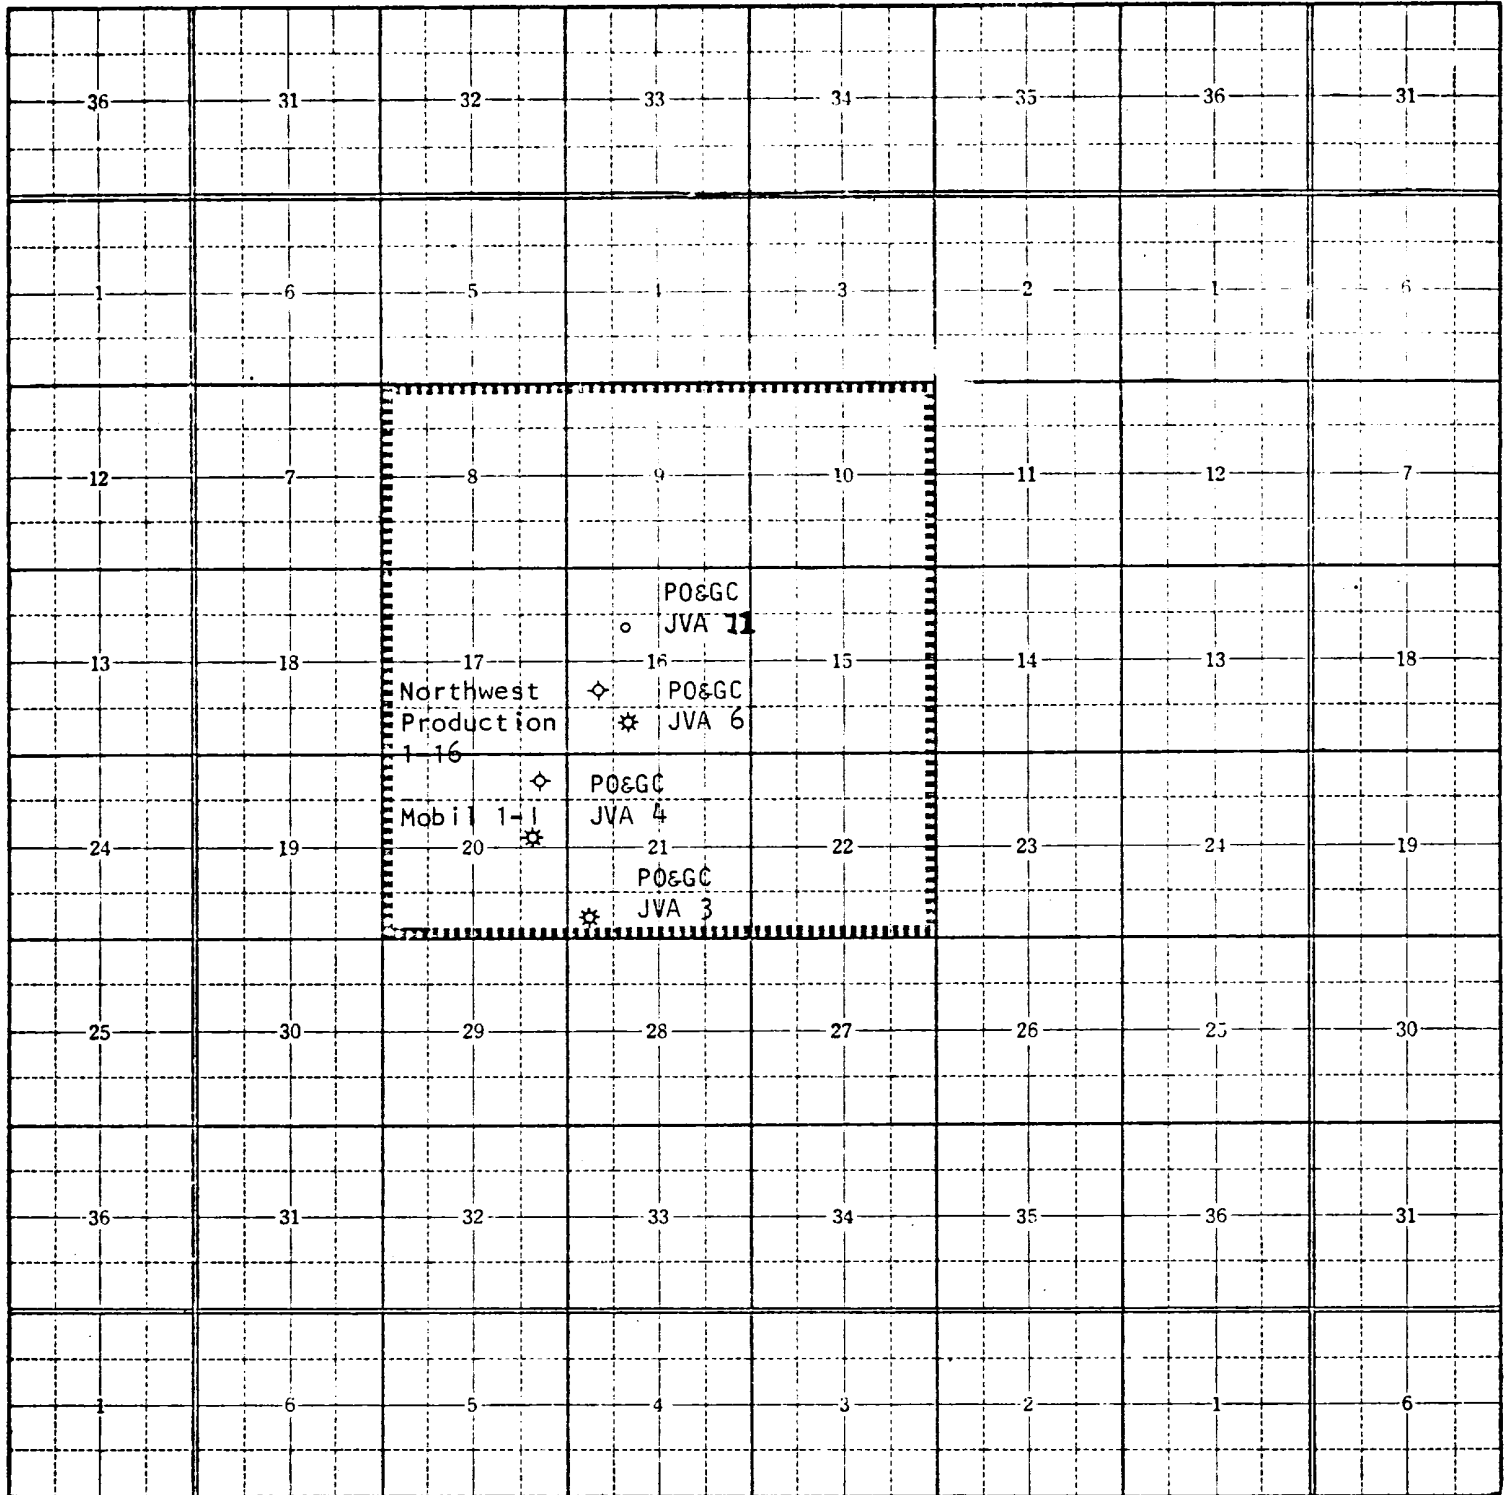 36 31 32 33 34 35 36 31
1 6 5 4 3 2 1 6
12 7 8 9 10 11 12 7
PO&GC
JVA 11
13 18 17 16 15 14 13 18
Northwest
Production
1-16
PO&GC
JVA 6
PO&GC
JVA 4
Mobil 1-1
24 19 20 21 22 23 24 19
PO&GC
JVA 3
25 30 29 28 27 26 25 30
36 31 32 33 34 35 36 31
1 6 5 4 3 2 1 6